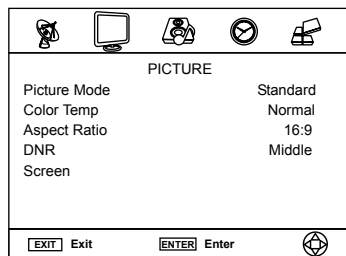 PICTURE
Picture Mode Standard
Color Temp Normal
Aspect Ratio 16:9
DNR Middle
Screen
EXIT Exit ENTER Enter